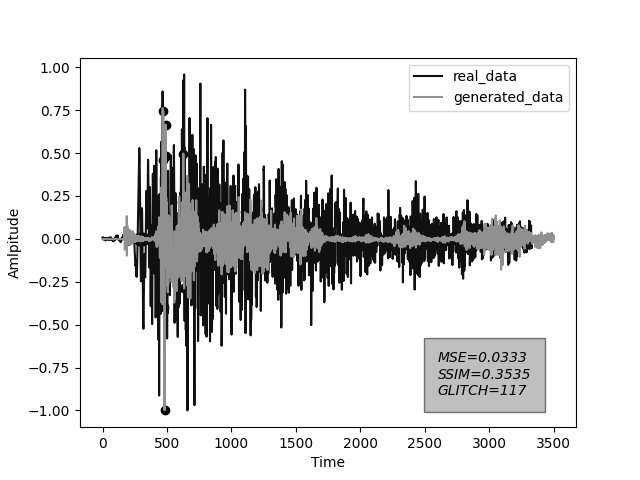 1.00
0.75
0.50
0.25
0.00
−0.25
−0.50
−0.75
−1.00
Amlpitude
real_data
generated_data
MSE=0.0333
SSIM=0.3535
GLITCH=117
0 500 1000 1500 2000 2500 3000 3500
Time